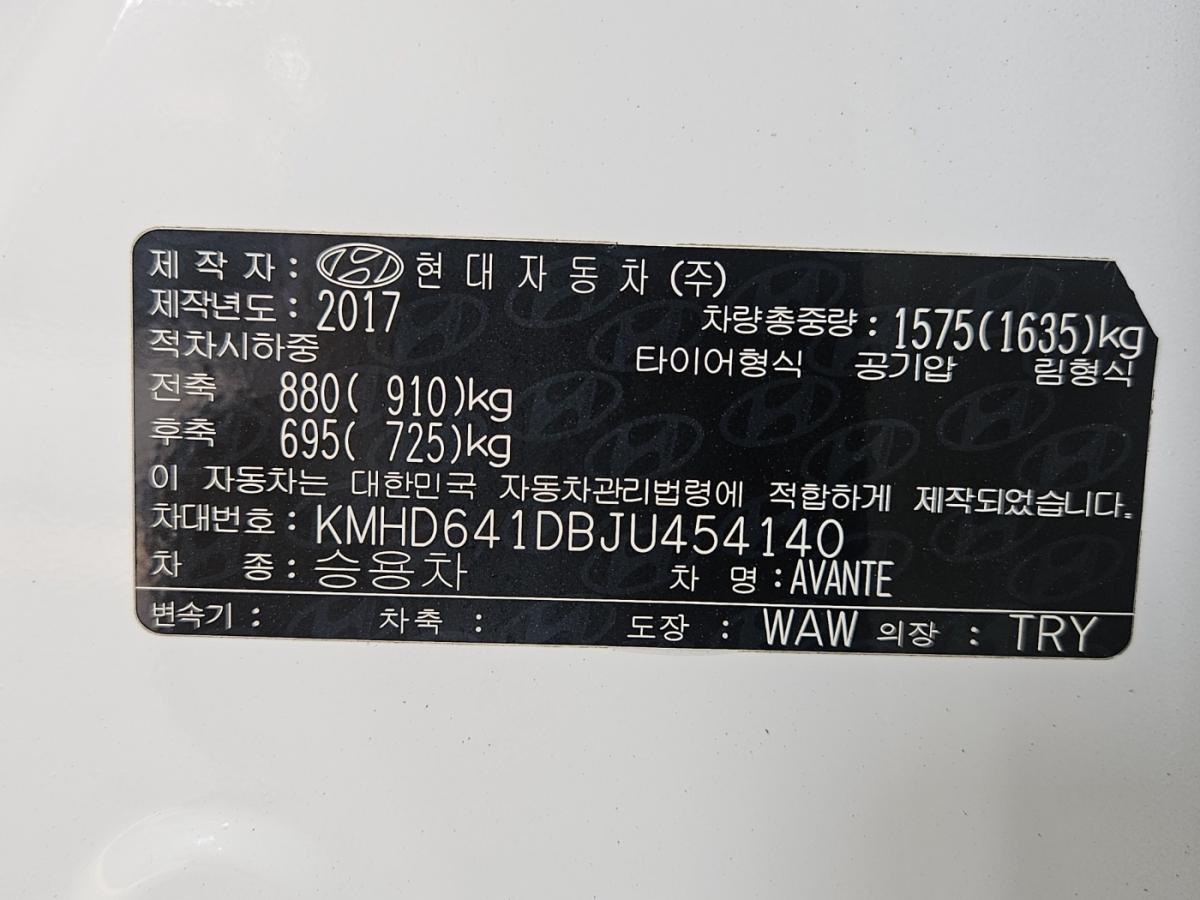 제 작 자 : 현 대 자 동 차 (주)
제작년도 : 2017
차량총중량 : 1575(1635)kg
적차시하중 타이어형식 공기압 림형식
전축 880( 910)kg
후축 695( 725)kg
이 자동차는 대한민국 자동차관리법령에 적합하게 제작되었습니다.
차대번호 : KMHD641DBJU454140
차 종 : 승용차 차 명 : AVANTE
변속기 : 차축 : 도장 : WAW 의장 : TRY